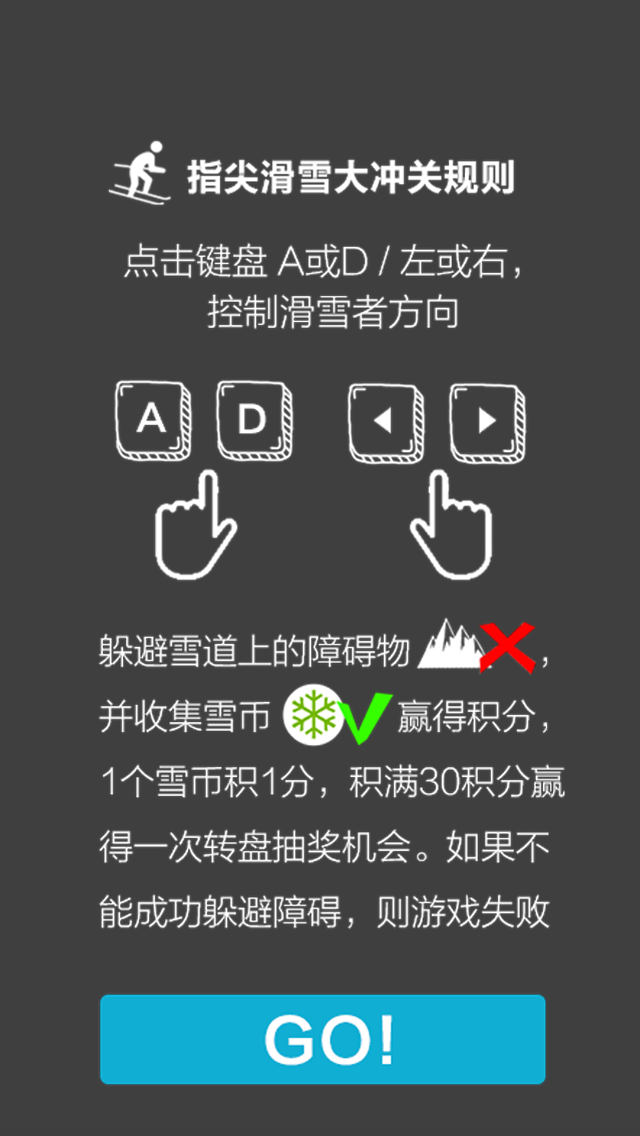 指尖滑雪大冲关规则
点击键盘 A或D / 左或右，
控制滑雪者方向
A D
躲避雪道上的障碍物 ，
并收集雪币 赢得积分，
1个雪币积1分，积满30积分赢
得一次转盘抽奖机会。如果不
能成功躲避障碍，则游戏失败
GO!